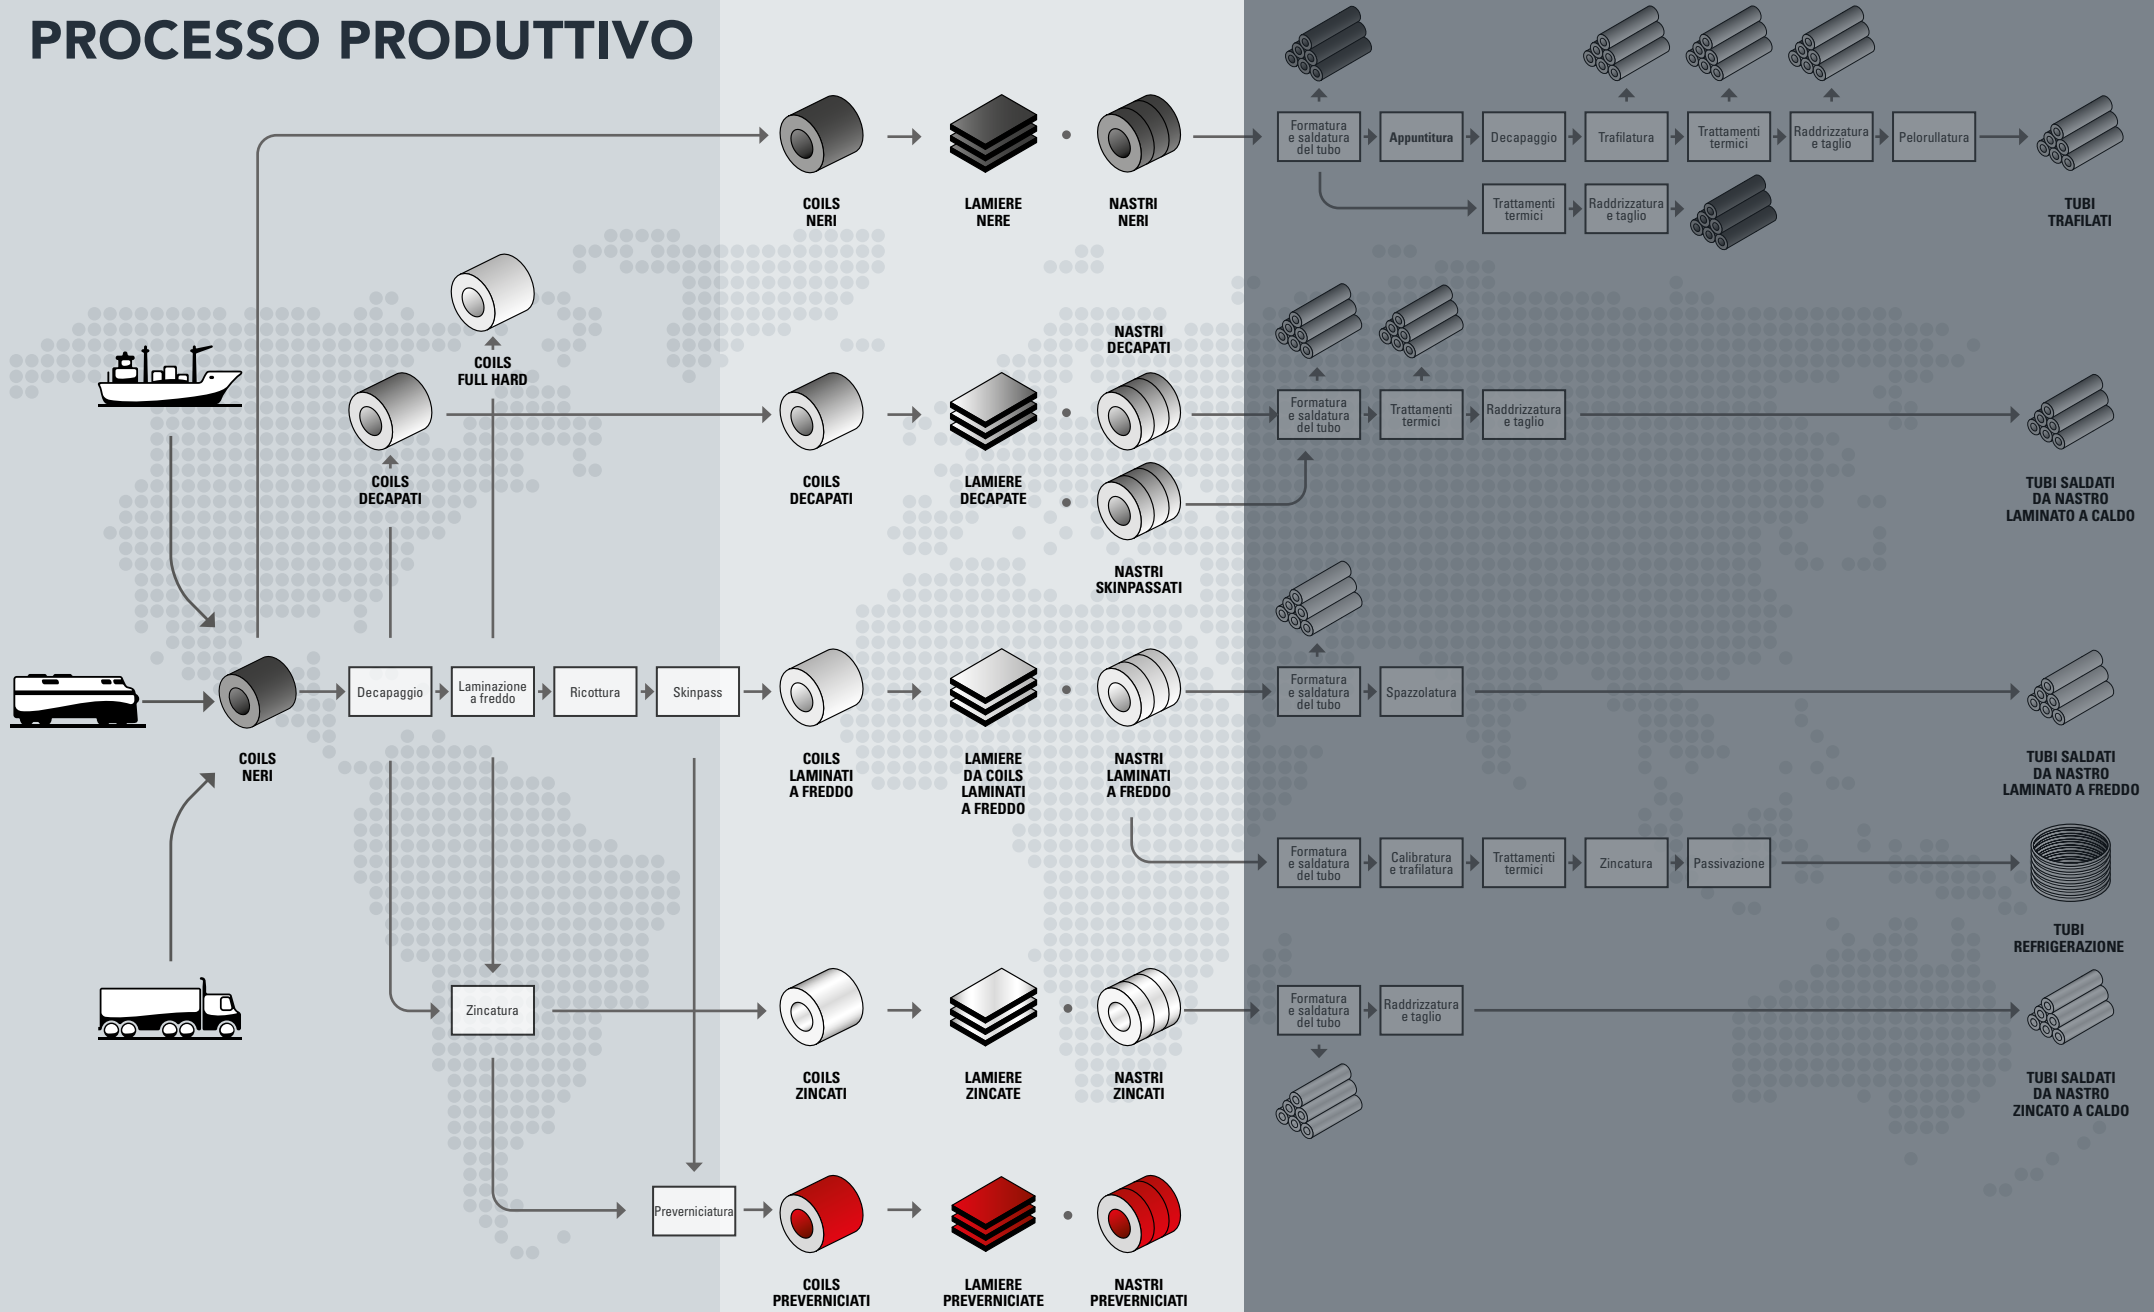 PROCESSO PRODUTTIVO
COILS
NERI
LAMIERE
NERE
NASTRI
NERI
Formatura
e saldatura
del tubo
Appuntitura
Decapaggio
Trafilatura
Trattamenti
termici
Raddrizzatura
e taglio
Pelorullatura
Trattamenti
termici
Raddrizzatura
e taglio
TUBI
TRAFILATI
COILS
FULL HARD
COILS
DECAPATI
COILS
DECAPATI
LAMIERE
DECAPATE
NASTRI
DECAPATI
NASTRI
SKINPASSATI
Formatura
e saldatura
del tubo
Trattamenti
termici
Raddrizzatura
e taglio
TUBI SALDATI
DA NASTRO
LAMINATO A CALDO
COILS
NERI
Decapaggio
Laminazione
a freddo
Ricottura
Skinpass
COILS
LAMINATI
A FREDDO
LAMIERE
DA COILS
LAMINATI
A FREDDO
NASTRI
LAMINATI
A FREDDO
Formatura
e saldatura
del tubo
Spazzolatura
TUBI SALDATI
DA NASTRO
LAMINATO A FREDDO
Formatura
e saldatura
del tubo
Calibratura
e trafilatura
Trattamenti
termici
Zincatura
Passivazione
TUBI
REFRIGERAZIONE
Zincatura
COILS
ZINCATI
LAMIERE
ZINCATE
NASTRI
ZINCATI
Formatura
e saldatura
del tubo
Raddrizzatura
e taglio
TUBI SALDATI
DA NASTRO
ZINCATO A CALDO
Preverniciatura
COILS
PREVERNICIATI
LAMIERE
PREVERNICIATE
NASTRI
PREVERNICIATI